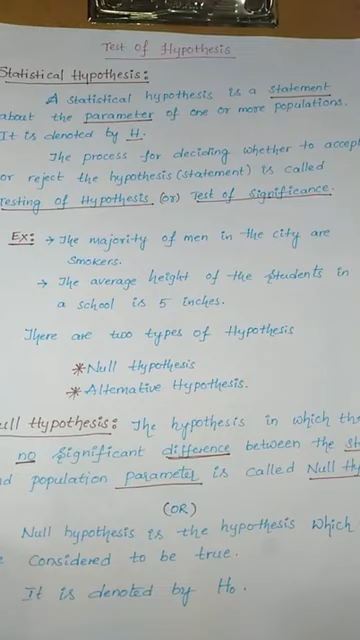 Test of Hypothesis
Statistical Hypothesis:
A statictical hypothesis is a statement
about the parameter of one or more populations.
It is denoted by H.
The process for deciding whether to accept
or reject the hypothesis (statement) is called
Testing of Hypothesis (or) Test of Significance.
Ex: → The majority of men in the city are
smokers.
→ The average height of the students in
a school is 5 inches.
There are two types of Hypothesis
* Null Hypothesis
* Alternative Hypothesis.
ull Hypothesis: The hypothesis in which th
no significant difference between the st
d population parameter is called Null Hy
(OR)
Null hypothesis is the hypothesis which
considered to be true.
It is denoted by H₀.